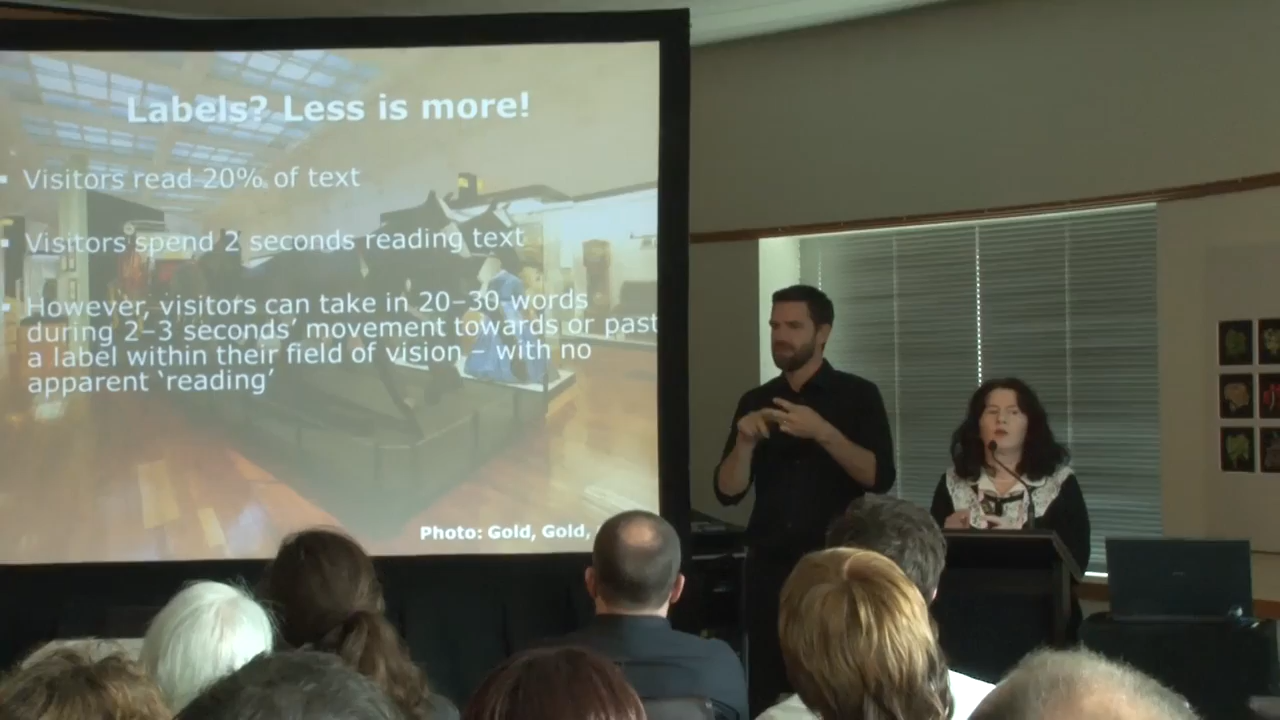 Labels? Less is more!
Visitors read 20% of text
Visitors spend 2 seconds reading text
However, visitors can take in 20–30 words
during 2–3 seconds’ movement towards or past
a label within their field of vision – with no
apparent ‘reading’
Photo: Gold, Gold,